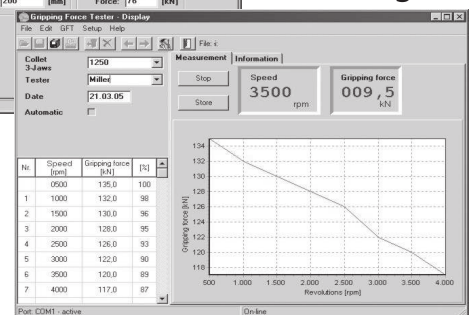 200 [mm] Force: 76 [kN]
Gripping Force Tester - Display
File Edit GFT Setup Help
File:
Collet
3-Jaws
1250
Tester
Miller
Date
21.03.05
Automatic
Measurement Information
Stop
Store
Speed
3500
rpm
Gripping force
009,5
kN
Nr. Speed [rpm] Gripping force [kN] [%]
0500 135,0 100
1 1000 132,0 98
2 1500 130,0 96
3 2000 128,0 95
4 2500 126,0 93
5 3000 122,0 90
6 3500 120,0 89
7 4000 117,0 87
Gripping force [kN]
134
132
130
128
126
124
122
120
118
500 1.000 1.500 2.000 2.500 3.000 3.500 4.000
Revolutions [rpm]
Port: COM1 - active
On-line